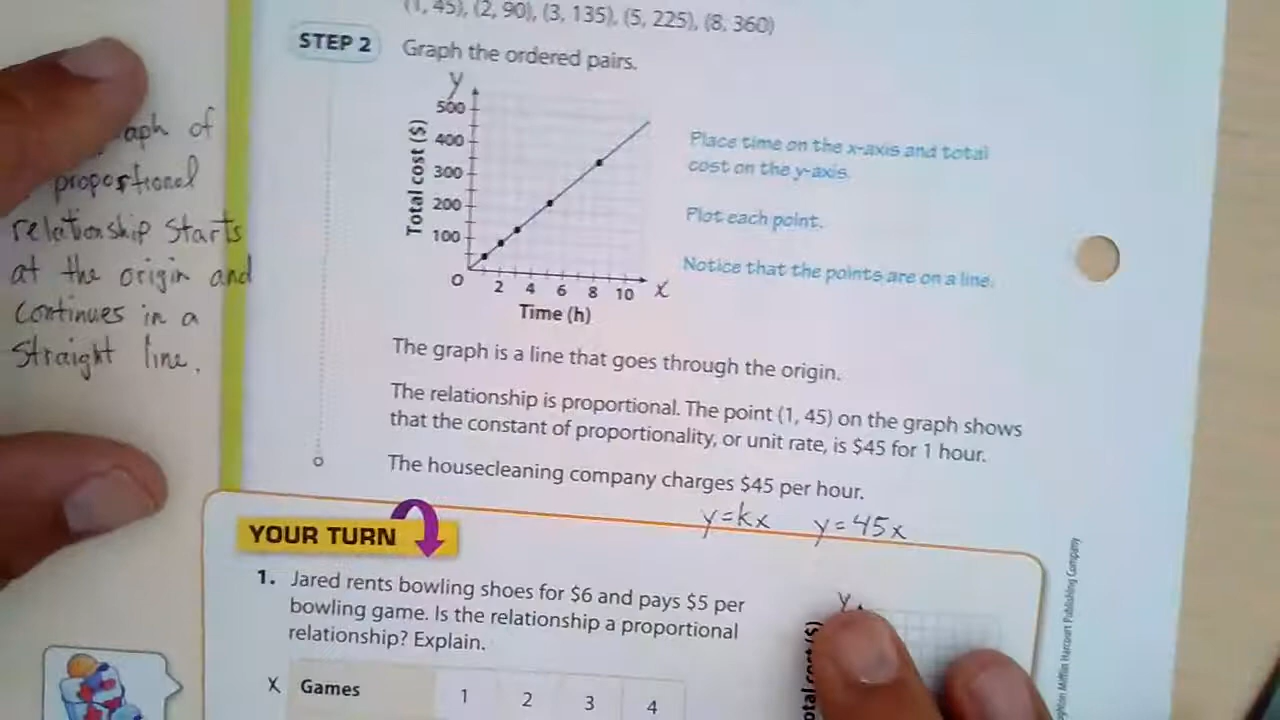 (1, 45), (2, 90), (3, 135), (5, 225), (8, 360)
STEP 2
Graph the ordered pairs.
y
500
400
300
200
100
O
2 4 6 8 10 X
Total cost ($)
Time (h)
Place time on the x-axis and total
cost on the y-axis.
Plot each point.
Notice that the points are on a line.
of
proportional
relationship starts
at the origin and
continues in a
straight line.
The graph is a line that goes through the origin.
The relationship is proportional. The point (1, 45) on the graph shows
that the constant of proportionality, or unit rate, is $45 for 1 hour.
The housecleaning company charges $45 per hour.
y=kx y=45x
YOUR TURN
1. Jared rents bowling shoes for $6 and pays $5 per
bowling game. Is the relationship a proportional
relationship? Explain.
y
X Games 1 2 3 4
cost ($)
Mifflin Harcourt Publishing Company